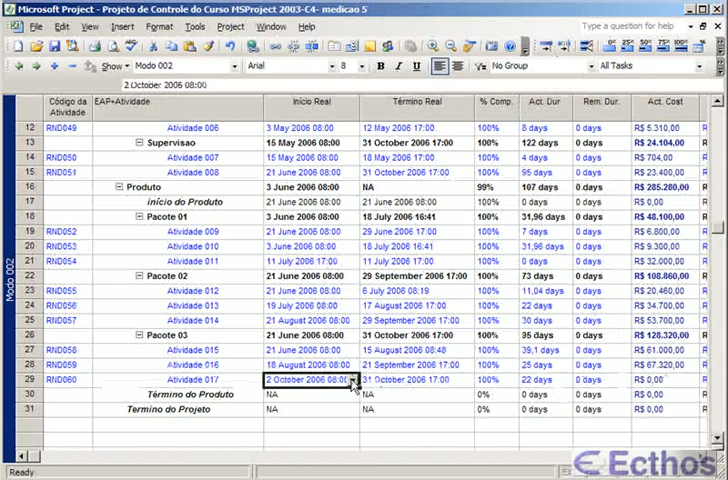 Microsoft Project - Projeto de Controle do Curso MSProject 2003-C4- medicao 5
File Edit View Insert Format Tools Project Window Help Type a question for help
No Group
Show Modo 002 Arial 8 B I U No Group All Tasks
2 October 2006 08:00
Código da Atividade EAP+Atividade Início Real Término Real % Comp. Act. Dur Rem. Dur. Act. Cost
12 RND049 Atividade 006 3 May 2006 08:00 12 May 2006 17:00 100% 8 days 0 days R$ 5.310,00
13 Supervisao 15 May 2006 08:00 31 October 2006 17:00 100% 122 days 0 days R$ 24.104,00
14 RND050 Atividade 007 15 May 2006 08:00 18 May 2006 17:00 100% 4 days 0 days R$ 704,00
15 RND051 Atividade 008 21 June 2006 08:00 31 October 2006 17:00 100% 95 days 0 days R$ 23.400,00
16 Produto 3 June 2006 08:00 NA 99% 107 days 0 days R$ 285.280,00
17 início do Produto 21 June 2006 08:00 21 June 2006 08:00 100% 0 days 0 days R$ 0,00
18 Pacote 01 3 June 2006 08:00 18 July 2006 16:41 100% 31,96 days 0 days R$ 48.100,00
19 RND052 Atividade 009 21 June 2006 08:00 29 June 2006 17:00 100% 7 days 0 days R$ 6.800,00
20 RND053 Atividade 010 3 June 2006 08:00 18 July 2006 16:41 100% 31,96 days 0 days R$ 9.300,00
21 RND054 Atividade 011 11 July 2006 17:00 11 July 2006 17:00 100% 0 days 0 days R$ 32.000,00
22 Pacote 02 21 June 2006 08:00 29 September 2006 17:00 100% 73 days 0 days R$ 108.860,00
23 RND055 Atividade 012 21 June 2006 08:00 6 July 2006 08:19 100% 11,04 days 0 days R$ 20.460,00
24 RND056 Atividade 013 19 July 2006 08:00 17 August 2006 17:00 100% 22 days 0 days R$ 34.700,00
25 RND057 Atividade 014 21 August 2006 08:00 29 September 2006 17:00 100% 30 days 0 days R$ 53.700,00
26 Pacote 03 21 June 2006 08:00 31 October 2006 17:00 100% 95 days 0 days R$ 128.320,00
27 RND058 Atividade 015 21 June 2006 08:00 15 August 2006 08:48 100% 39,1 days 0 days R$ 61.000,00
28 RND059 Atividade 016 18 August 2006 08:00 21 September 2006 17:00 100% 25 days 0 days R$ 67.320,00
29 RND060 Atividade 017 2 October 2006 08:00 31 October 2006 17:00 100% 22 days 0 days R$ 0,00
30 Término do Produto NA NA 0% 0 days 0 days R$ 0,00
31 Termino do Projeto NA NA 0% 0 days 0 days R$ 0,00
Modo 002
Ecthos
Ready